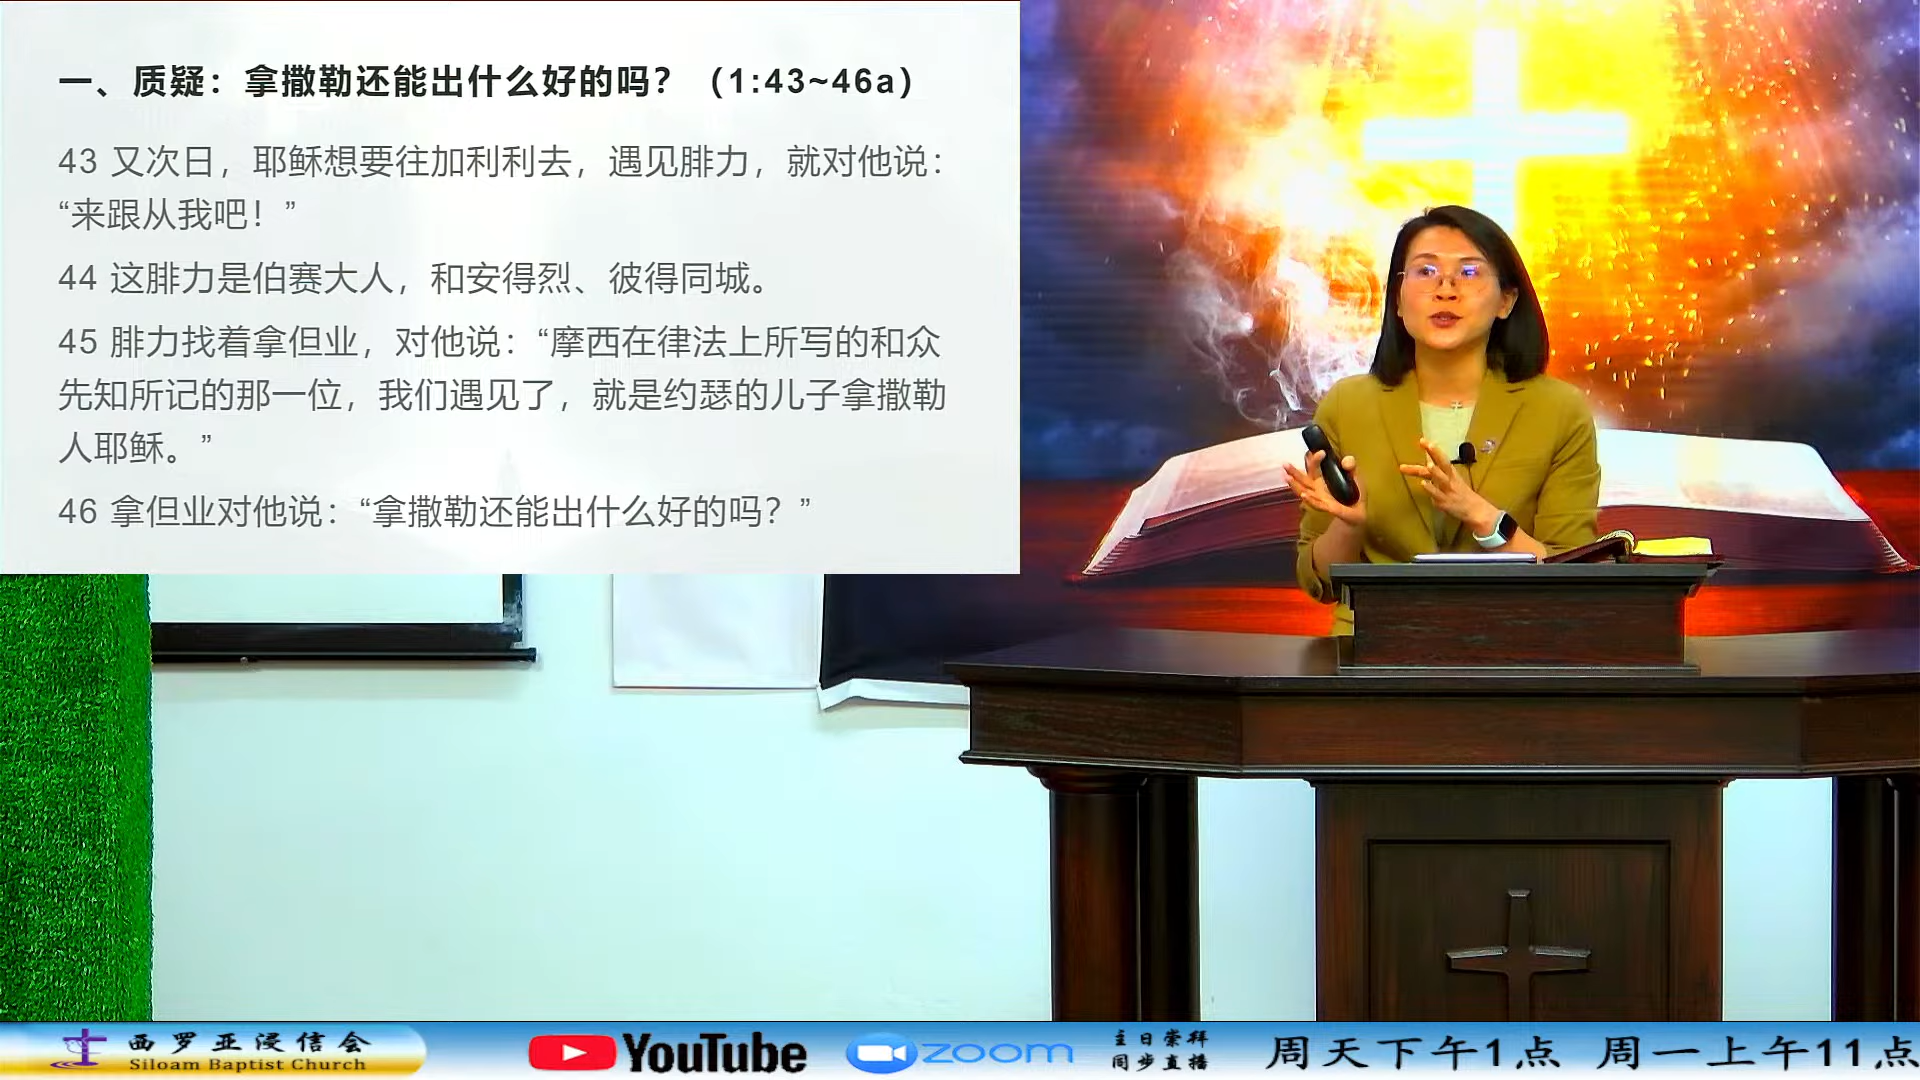 一、质疑：拿撒勒还能出什么好的吗？（1:43~46a）
43 又次日，耶稣想要往加利利去，遇见腓力，就对他说：
“来跟从我吧！”
44 这腓力是伯赛大人，和安得烈、彼得同城。
45 腓力找着拿但业，对他说：“摩西在律法上所写的和众
先知所记的那一位，我们遇见了，就是约瑟的儿子拿撒勒
人耶稣。”
46 拿但业对他说：“拿撒勒还能出什么好的吗？”
西罗亚浸信会
Siloam Baptist Church
YouTube
zoom
主日崇拜
同步直播
周天下午1点 周一上午11点